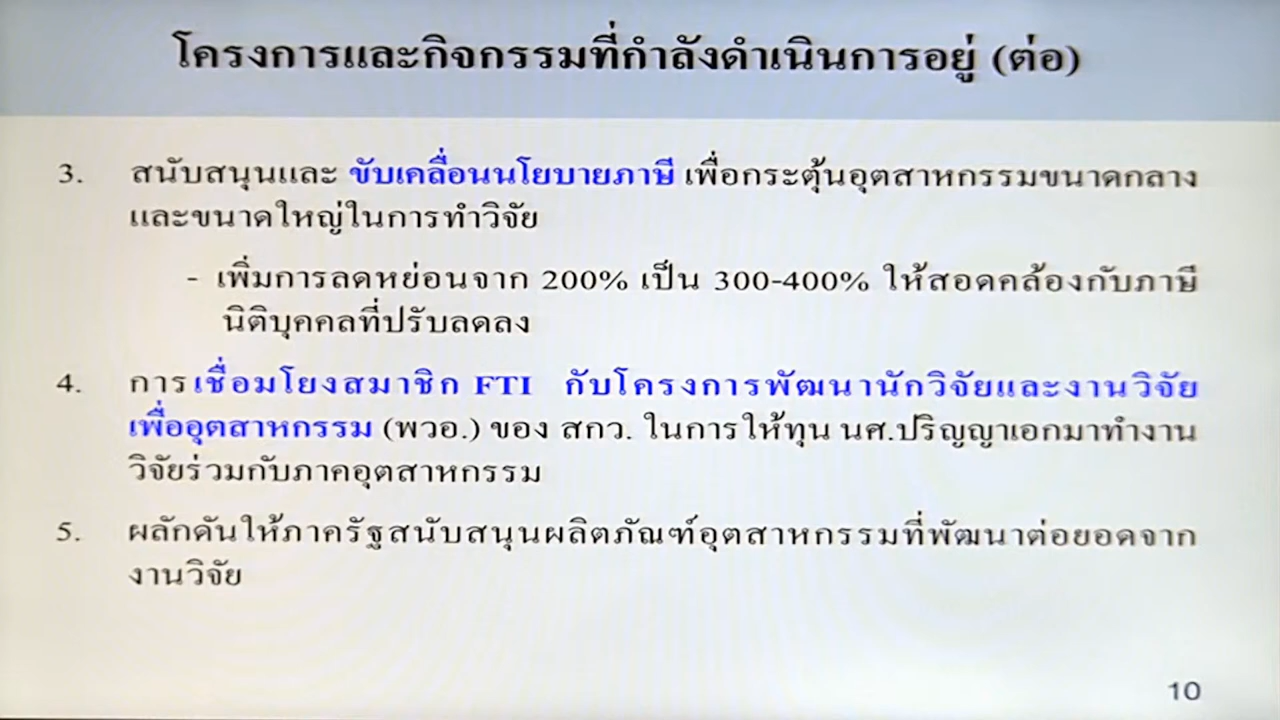 โครงการและกิจกรรมที่กำลังดำเนินการอยู่ (ต่อ)
3. สนับสนุนและ ขับเคลื่อนนโยบายภาษี เพื่อกระตุ้นอุตสาหกรรมขนาดกลาง
และขนาดใหญ่ในการทำวิจัย
- เพิ่มการลดหย่อนจาก 200% เป็น 300-400% ให้สอดคล้องกับภาษี
นิติบุคคลที่ปรับลดลง
4. การเชื่อมโยงสมาชิก FTI กับโครงการพัฒนานักวิจัยและงานวิจัย
เพื่ออุตสาหกรรม (พวอ.) ของ สกว. ในการให้ทุน นศ.ปริญญาเอกมาทำงาน
วิจัยร่วมกับภาคอุตสาหกรรม
5. ผลักดันให้ภาครัฐสนับสนุนผลิตภัณฑ์อุตสาหกรรมที่พัฒนาต่อยอดจาก
งานวิจัย
10